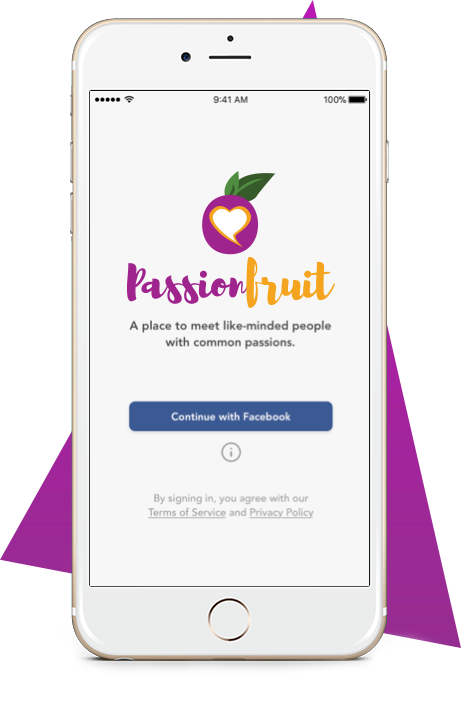 9:41 AM 100%
Passionfruit
A place to meet like-minded people
with common passions.
Continue with Facebook
i
By signing in, you agree with our
Terms of Service and Privacy Policy